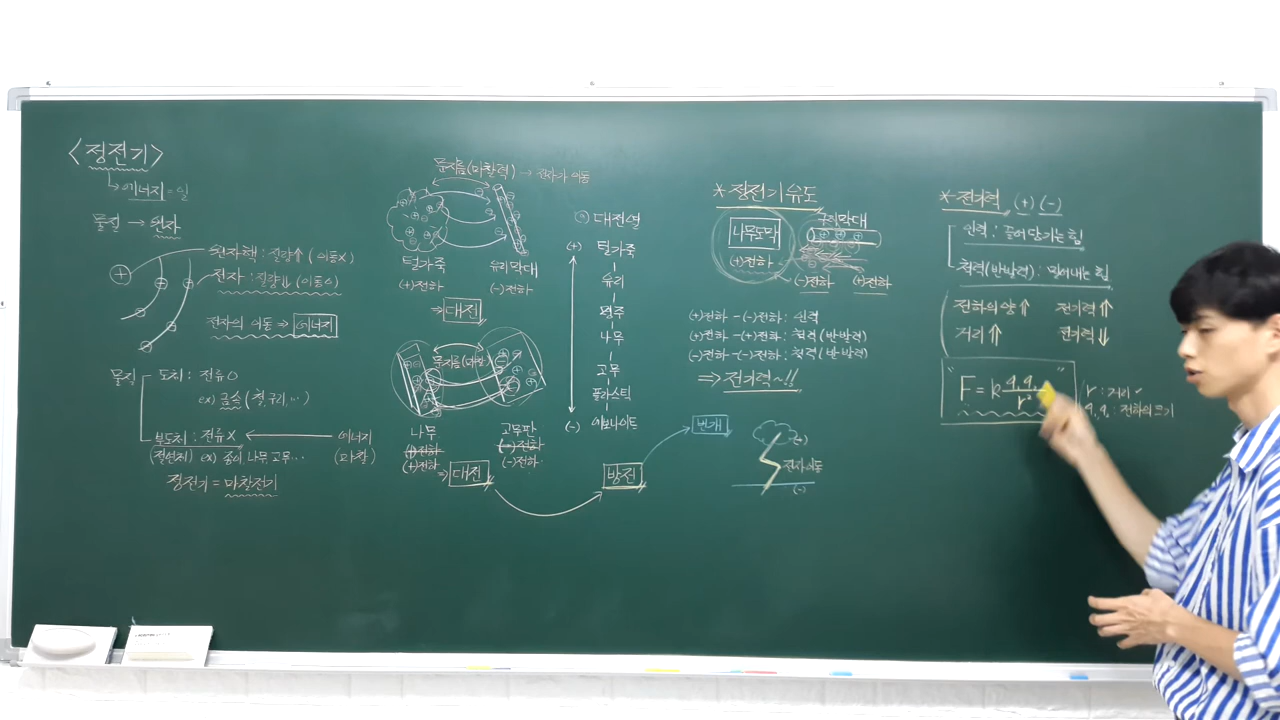 <정전기>
→ 에너지 = 일
물질 → 원자
원자핵 : 질량↑ (이동X)
전자 : 질량↓ (이동O)
전자의 이동 ⇒ 에너지
물질
도체 : 전류O
ex) 금속 (철, 구리, …)
부도체 : 전류X ← 에너지
(절연체) ex) 종이, 나무, 고무… (마찰)
정전기 = 마찰전기
문지름(마찰력) → 전자가 이동
털가죽 유리막대
(+)전하 (-)전하
⇒ 대전
문지름(마찰)
나무 고무판
(+)전하 (-)전하
(+)전하 (-)전하
⇒ 대전
방전
번개
대전열
(+) 털가죽
유리
명주
나무
고무
플라스틱
(-) 에보나이트
*정전기유도
나무도막 유리막대
(+)전하
(-)전하 (+)전하
(+)전하 - (-)전하 : 인력
(+)전하 - (+)전하 : 척력(반발력)
(-)전하 - (-)전하 : 척력(반발력)
⇒ 전기력~!!
(+)
전자이동
(-)
*전기력 (+) (-)
인력 : 끌어당기는 힘
척력(반발력) : 밀어내는 힘
전하의 양↑ 전기력↑
거리↑ 전기력↓
r : 거리
전하의 크기